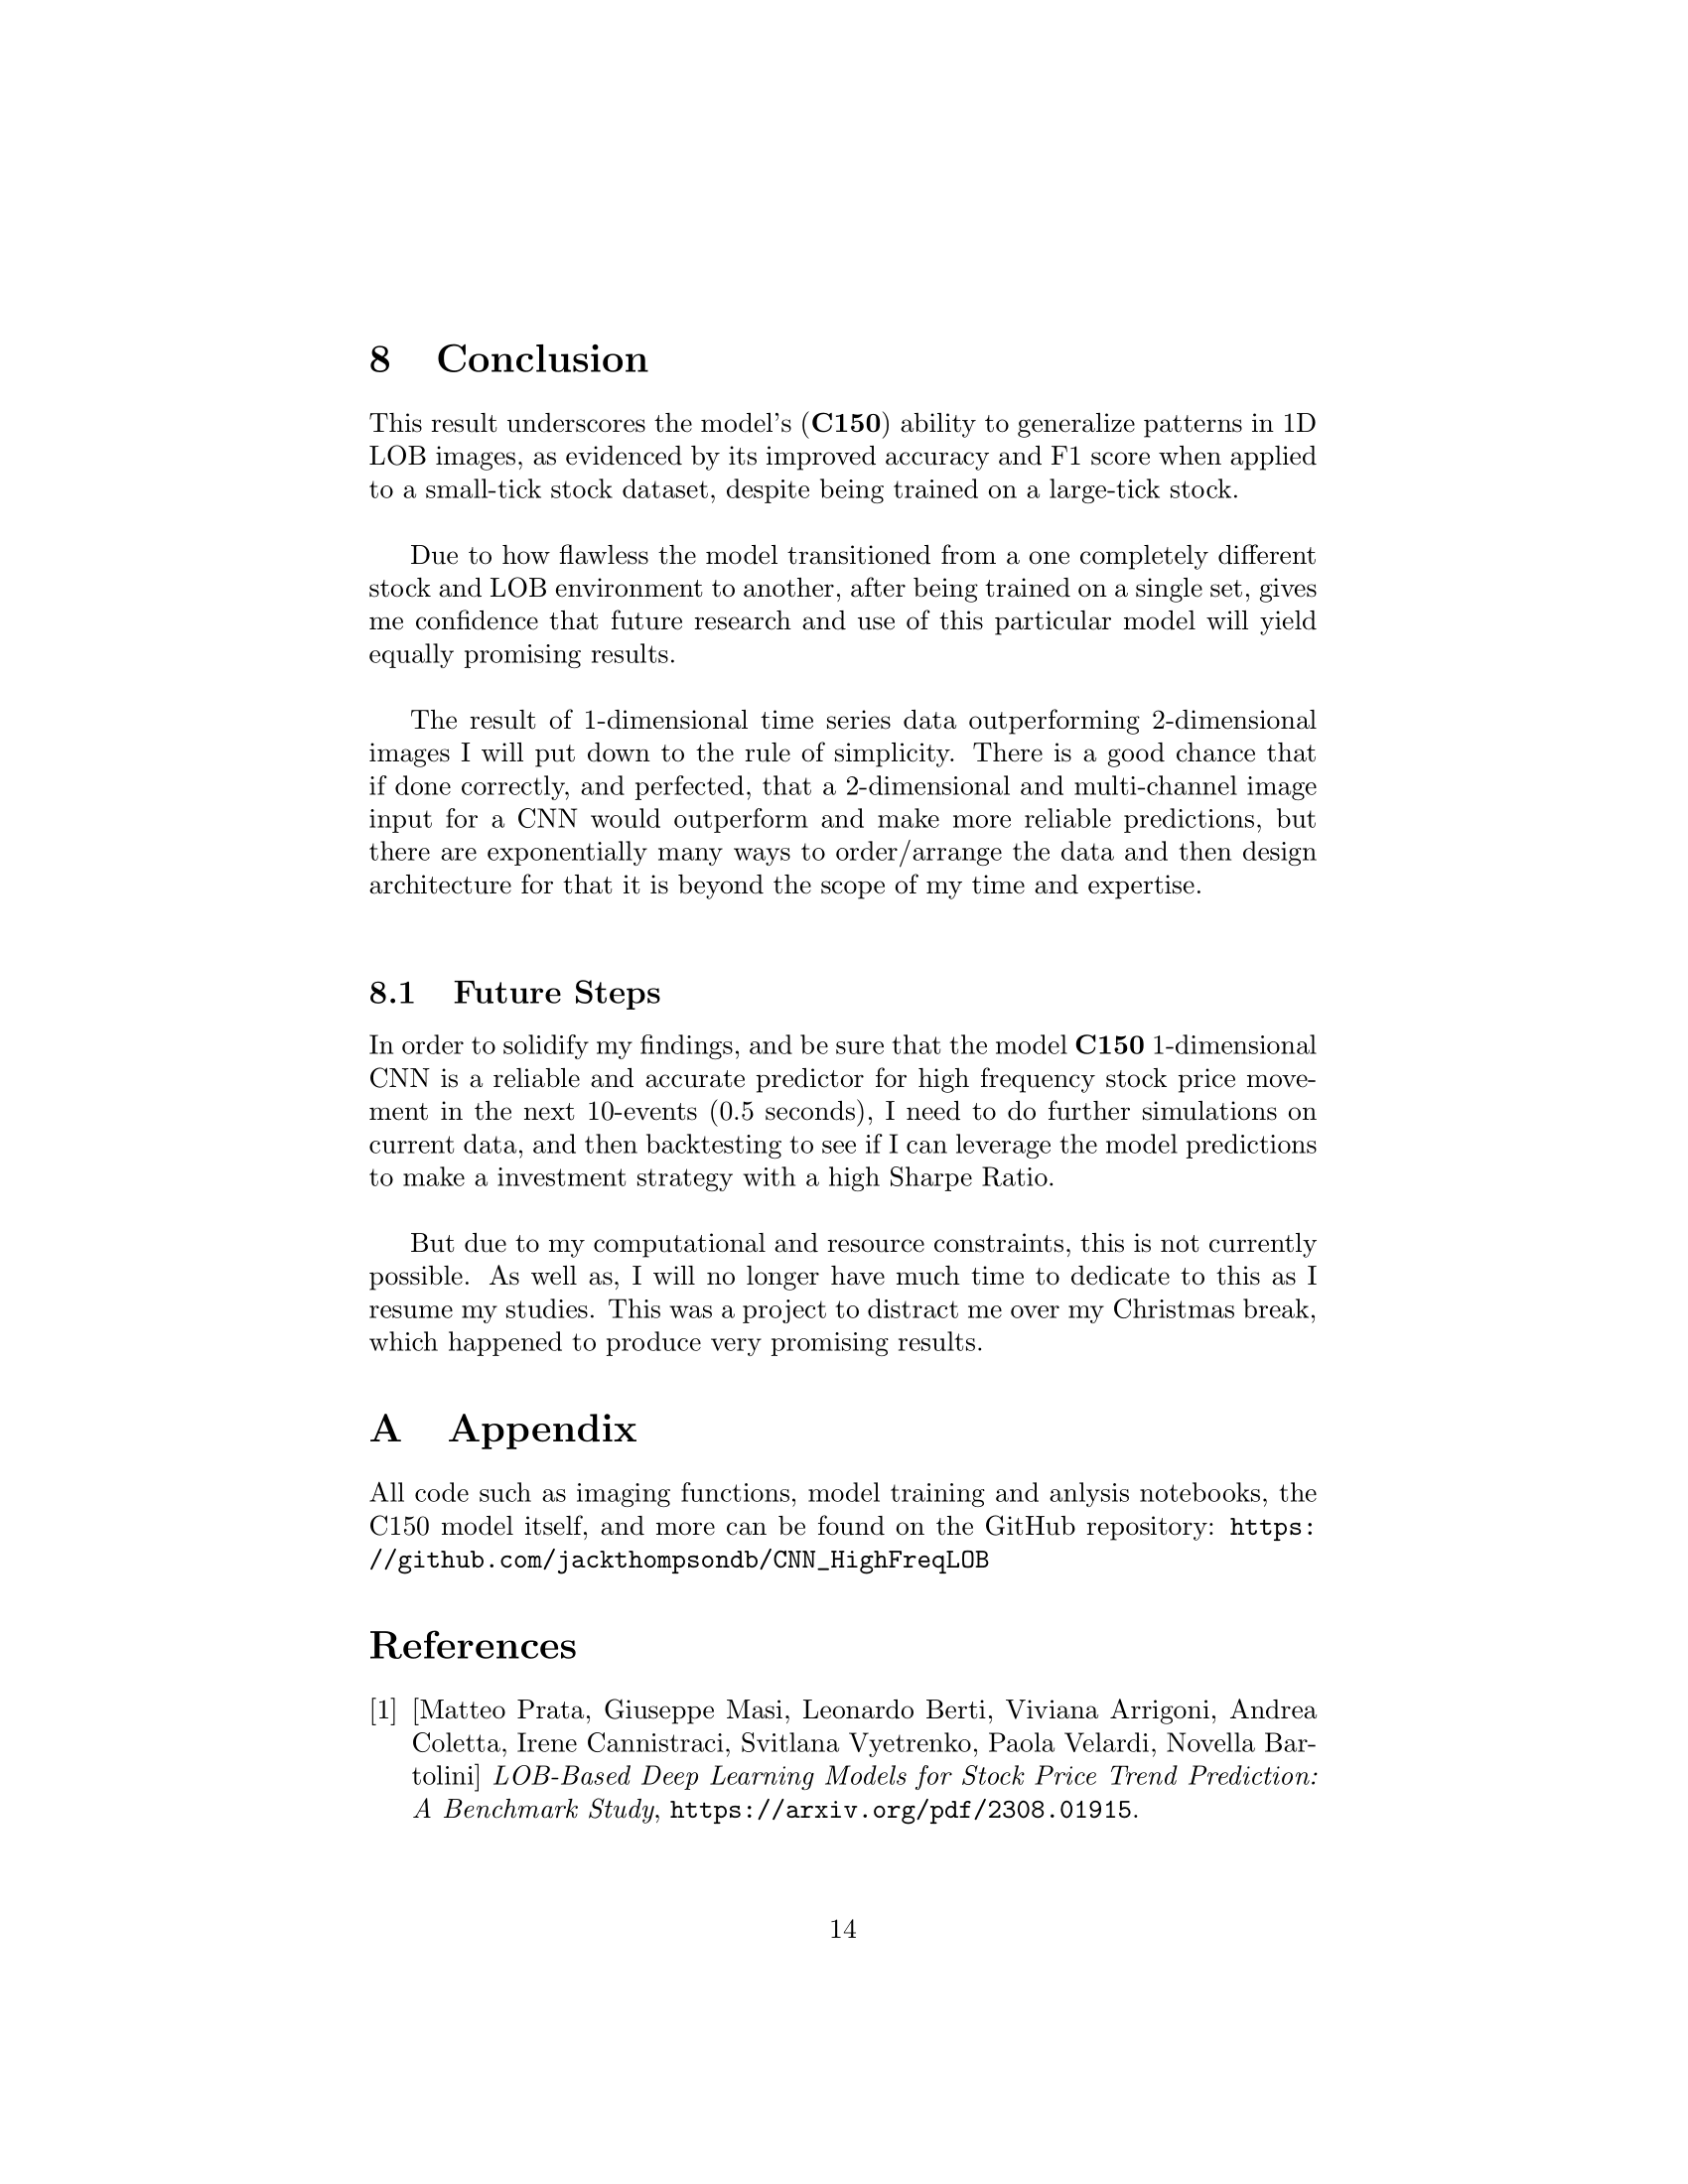 8 Conclusion
This result underscores the model's (C150) ability to generalize patterns in 1D
LOB images, as evidenced by its improved accuracy and F1 score when applied
to a small-tick stock dataset, despite being trained on a large-tick stock.
Due to how flawless the model transitioned from a one completely different
stock and LOB environment to another, after being trained on a single set, gives
me confidence that future research and use of this particular model will yield
equally promising results.
The result of 1-dimensional time series data outperforming 2-dimensional
images I will put down to the rule of simplicity. There is a good chance that
if done correctly, and perfected, that a 2-dimensional and multi-channel image
input for a CNN would outperform and make more reliable predictions, but
there are exponentially many ways to order/arrange the data and then design
architecture for that it is beyond the scope of my time and expertise.
8.1 Future Steps
In order to solidify my findings, and be sure that the model C150 1-dimensional
CNN is a reliable and accurate predictor for high frequency stock price move-
ment in the next 10-events (0.5 seconds), I need to do further simulations on
current data, and then backtesting to see if I can leverage the model predictions
to make a investment strategy with a high Sharpe Ratio.
But due to my computational and resource constraints, this is not currently
possible. As well as, I will no longer have much time to dedicate to this as I
resume my studies. This was a project to distract me over my Christmas break,
which happened to produce very promising results.
A Appendix
All code such as imaging functions, model training and anlysis notebooks, the
C150 model itself, and more can be found on the GitHub repository: https:
//github.com/jackthompsondb/CNN_HighFreqLOB
References
[1] [Matteo Prata, Giuseppe Masi, Leonardo Berti, Viviana Arrigoni, Andrea
Coletta, Irene Cannistraci, Svitlana Vyetrenko, Paola Velardi, Novella Bar-
tolini] LOB-Based Deep Learning Models for Stock Price Trend Prediction:
A Benchmark Study, https://arxiv.org/pdf/2308.01915.
14